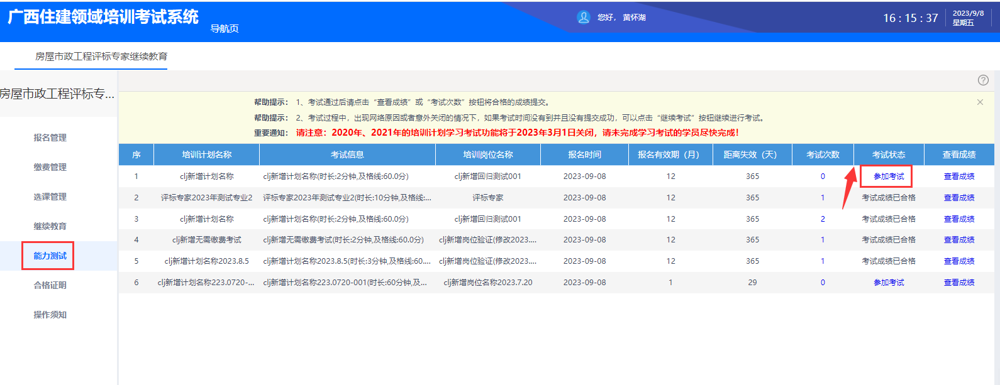 广西住建领域培训考试系统
导航页
您好， 黄怀湖
16 : 15 : 37
2023/9/8
星期五
房屋市政工程评标专家继续教育
房屋市政工程评标专...
报名管理
缴费管理
选课管理
继续教育
能力测试
合格证明
操作须知
帮助提示： 1、考试通过后请点击“查看成绩”或“考试次数”按钮将合格的成绩提交。
帮助提示： 2、考试过程中，出现网络原因或者意外关闭的情况下，如果考试时间没有到并且没有提交成功，可以点击“继续考试”按钮继续进行考试。
重要通知： 请注意：2020年、2021年的培训计划学习考试功能将于2023年3月1日关闭，请未完成学习考试的学员尽快完成！
序 培训计划名称 考试信息 培训岗位名称 报名时间 报名有效期（月） 距离失效（天） 考试次数 考试状态 查看成绩
1 clj新增计划名称 clj新增计划名称(时长:2分钟,及格线:60.0分) clj新增回归测试001 2023-09-08 12 365 0 参加考试 查看成绩
2 评标专家2023年测试专业2 评标专家2023年测试专业2(时长:10分钟,及格线:... 评标专家 2023-09-08 12 365 1 考试成绩已合格 查看成绩
3 clj新增计划名称 clj新增计划名称(时长:2分钟,及格线:60.0分) clj新增回归测试001 2023-09-08 12 365 2 考试成绩已合格 查看成绩
4 clj新增无需缴费考试 clj新增无需缴费考试(时长:2分钟,及格线:60.0分) clj新增岗位验证(修改2023.... 2023-09-08 12 365 1 考试成绩已合格 查看成绩
5 clj新增计划名称2023.8.5 clj新增计划名称2023.8.5(时长:3分钟,及格线:60.... clj新增岗位验证(修改2023.... 2023-09-08 12 365 1 考试成绩已合格 查看成绩
6 clj新增计划名称223.0720-... clj新增计划名称223.0720-001(时长:60分钟,及... clj新增岗位名称2023.7.20 2023-09-08 1 29 0 参加考试 查看成绩